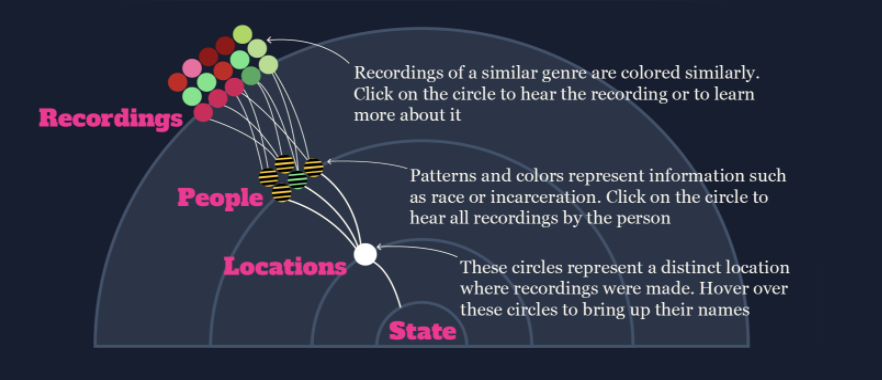 Recordings of a similar genre are colored similarly.
Click on the circle to hear the recording or to learn
more about it
Recordings
Patterns and colors represent information such
as race or incarceration. Click on the circle to
hear all recordings by the person
People
These circles represent a distinct location
where recordings were made. Hover over
these circles to bring up their names
Locations
State